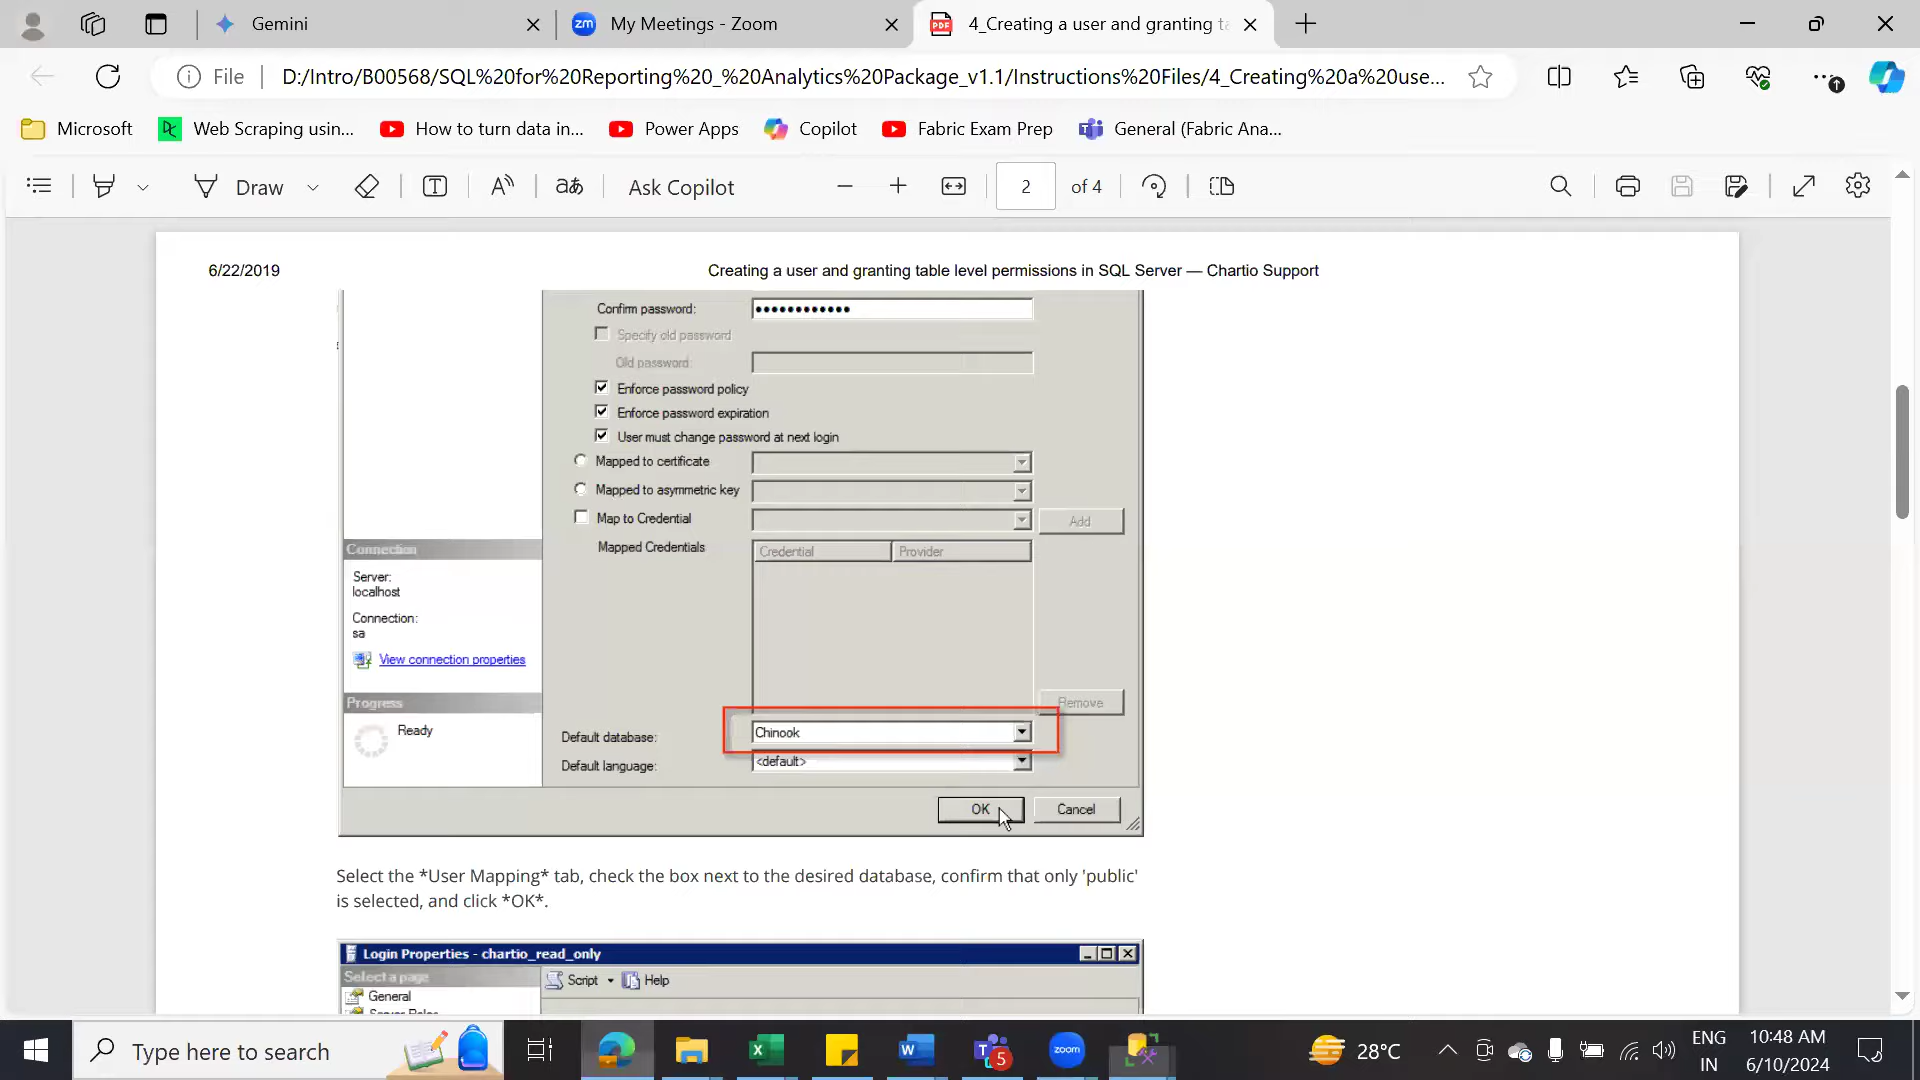 Gemini
My Meetings - Zoom
4_Creating a user and granting ta
File
D:/Intro/B00568/SQL%20for%20Reporting%20_%20Analytics%20Package_v1.1/Instructions%20Files/4_Creating%20a%20use...
Microsoft
Web Scraping usin...
How to turn data in...
Power Apps
Copilot
Fabric Exam Prep
General (Fabric Ana...
Draw
Ask Copilot
2
of 4
6/22/2019
Creating a user and granting table level permissions in SQL Server — Chartio Support
Confirm password:
••••••••••••
Specify old password
Old password:
Enforce password policy
Enforce password expiration
User must change password at next login
Mapped to certificate
Mapped to asymmetric key
Map to Credential
Add
Mapped Credentials
Credential
Provider
Connection
Server:
localhost
Connection:
sa
View connection properties
Progress
Ready
Remove
Default database:
Chinook
Default language:
<default>
OK
Cancel
Select the *User Mapping* tab, check the box next to the desired database, confirm that only 'public'
is selected, and click *OK*.
Login Properties - chartio_read_only
Select a page
Script
Help
General
Server Roles
Type here to search
5
zoom
28°C
ENG
IN
10:48 AM
6/10/2024